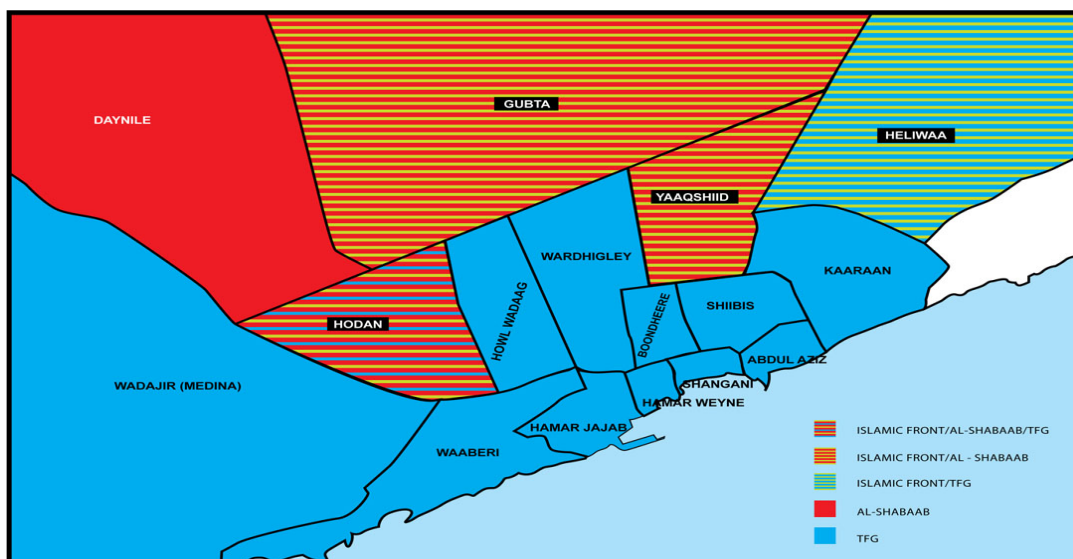 DAYNILE
GUBTA
HELIWAA
YAAQSHIID
WARDHIGLEY
KAARAAN
HOWL WADAAG
BOONDHEERE
SHIIBIS
HODAN
ABDUL AZIZ
WADAJIR (MEDINA)
SHANGANI
HAMAR WEYNE
HAMAR JAJAB
WAABERI
ISLAMIC FRONT/AL-SHABAAB/TFG
ISLAMIC FRONT/AL - SHABAAB
ISLAMIC FRONT/TFG
AL-SHABAAB
TFG